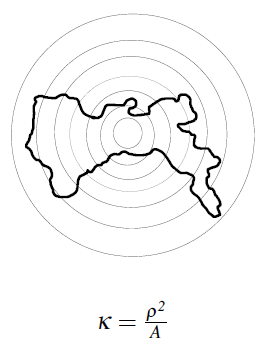 κ = ρ² / A